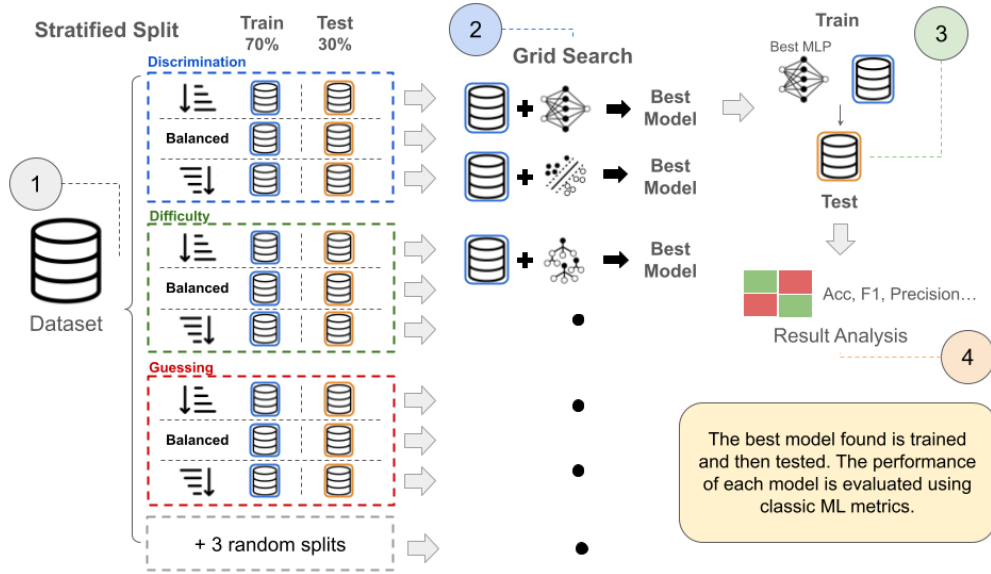 Stratified Split
Train
70%
Test
30%
1
Dataset
Discrimination
Balanced
Difficulty
Balanced
Guessing
Balanced
+ 3 random splits
2
Grid Search
Best
Model
Best
Model
Best
Model
Train
3
Best MLP
Test
Acc, F1, Precision...
Result Analysis
4
The best model found is trained
and then tested. The performance
of each model is evaluated using
classic ML metrics.